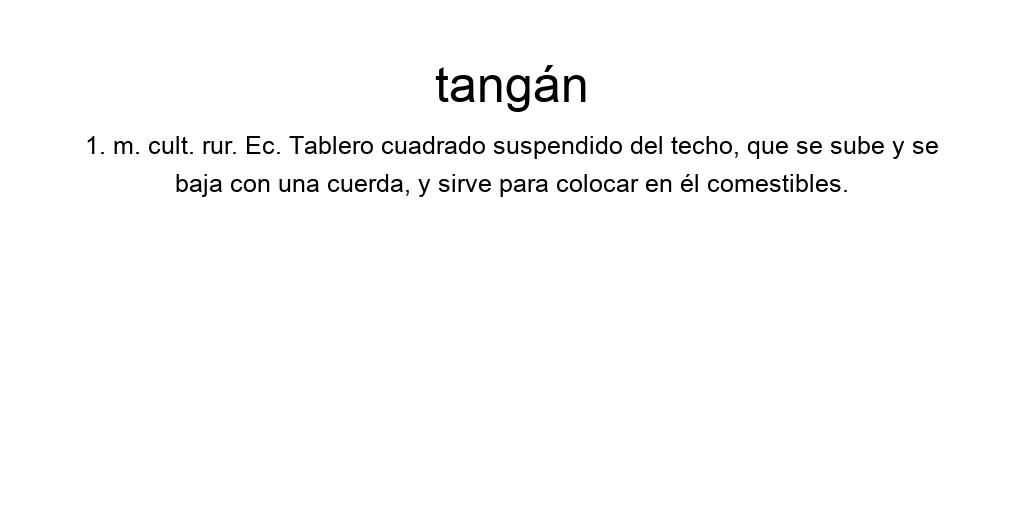 tangán
1. m. cult. rur. Ec. Tablero cuadrado suspendido del techo, que se sube y se
baja con una cuerda, y sirve para colocar en él comestibles.